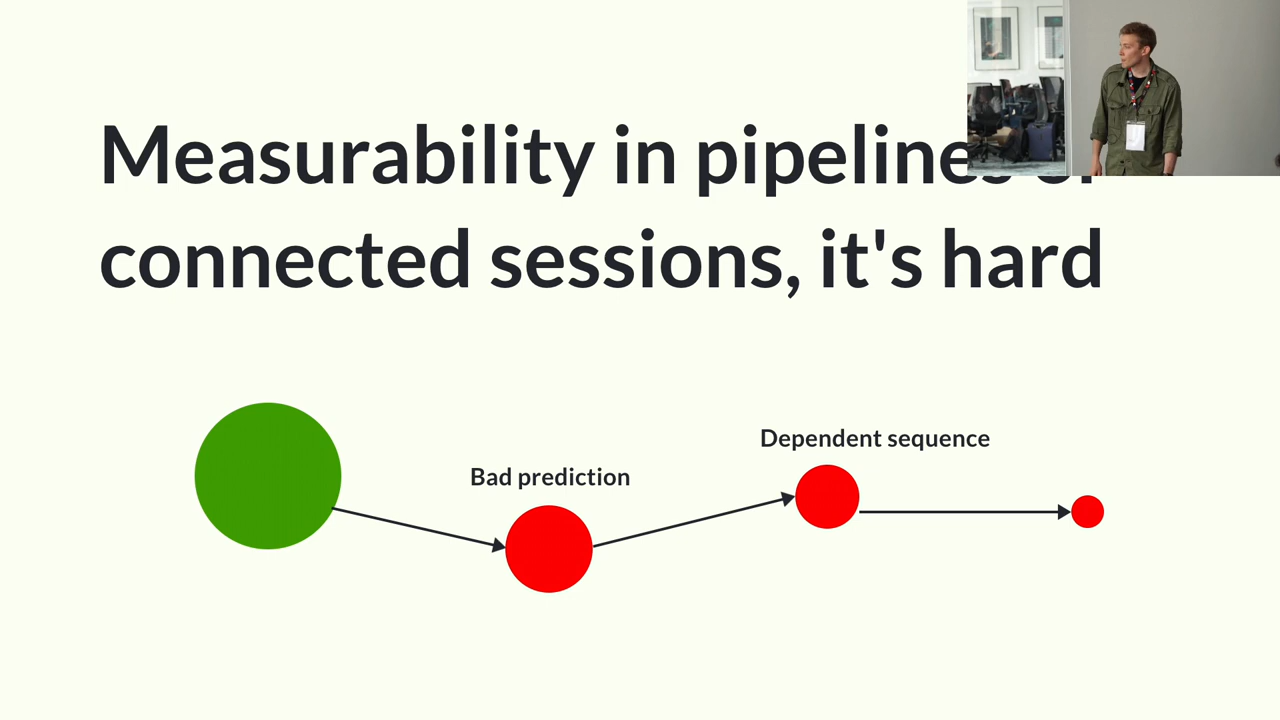 Measurability in pipelines of
connected sessions, it's hard
Dependent sequence
Bad prediction